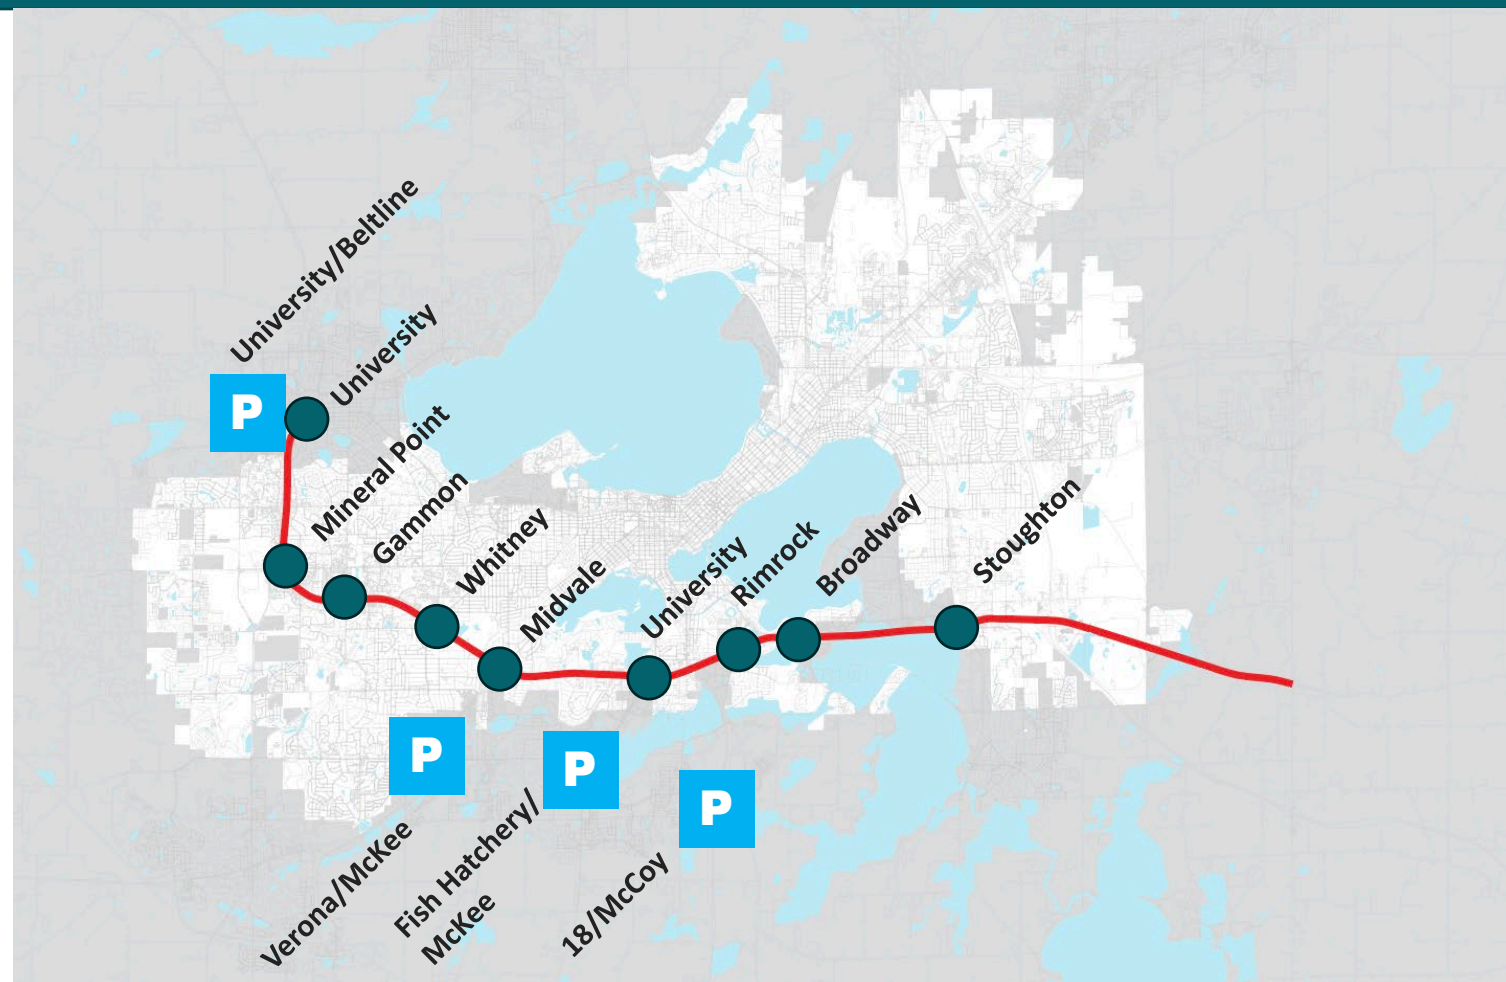 University/Beltline
University
P
Mineral Point
Gammon
Whitney
Midvale
University
Rimrock
Broadway
Stoughton
P
Verona/McKee
P
Fish Hatchery/
McKee
P
18/McCoy